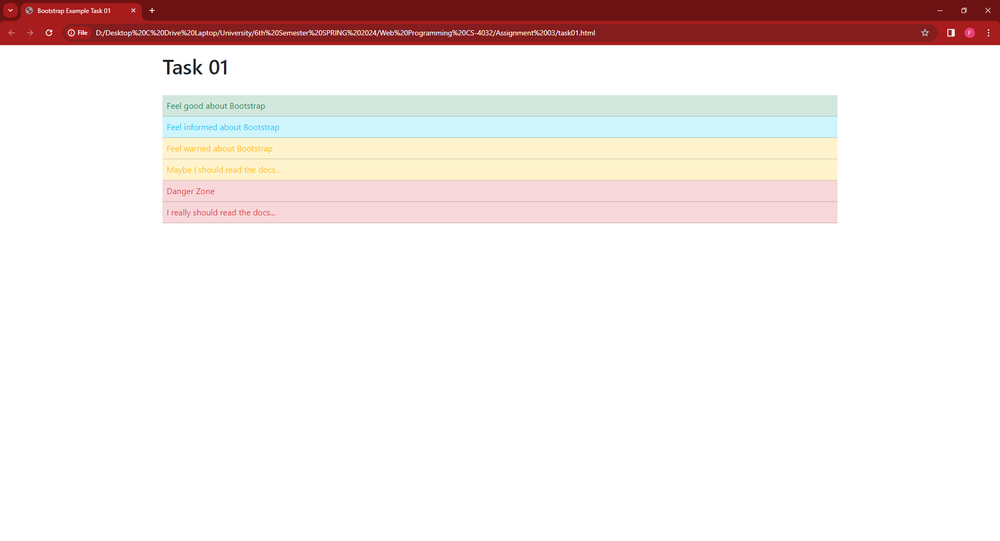 Bootstrap Example Task 01
File D:/Desktop%20C%20Drive%20Laptop/University/6th%20Semester%20SPRING%202024/Web%20Programming%20CS-4032/Assignment%2003/task01.html
F
Task 01
Feel good about Bootstrap
Feel informed about Bootstrap
Feel warned about Bootstrap
Maybe I should read the docs...
Danger Zone
I really should read the docs...